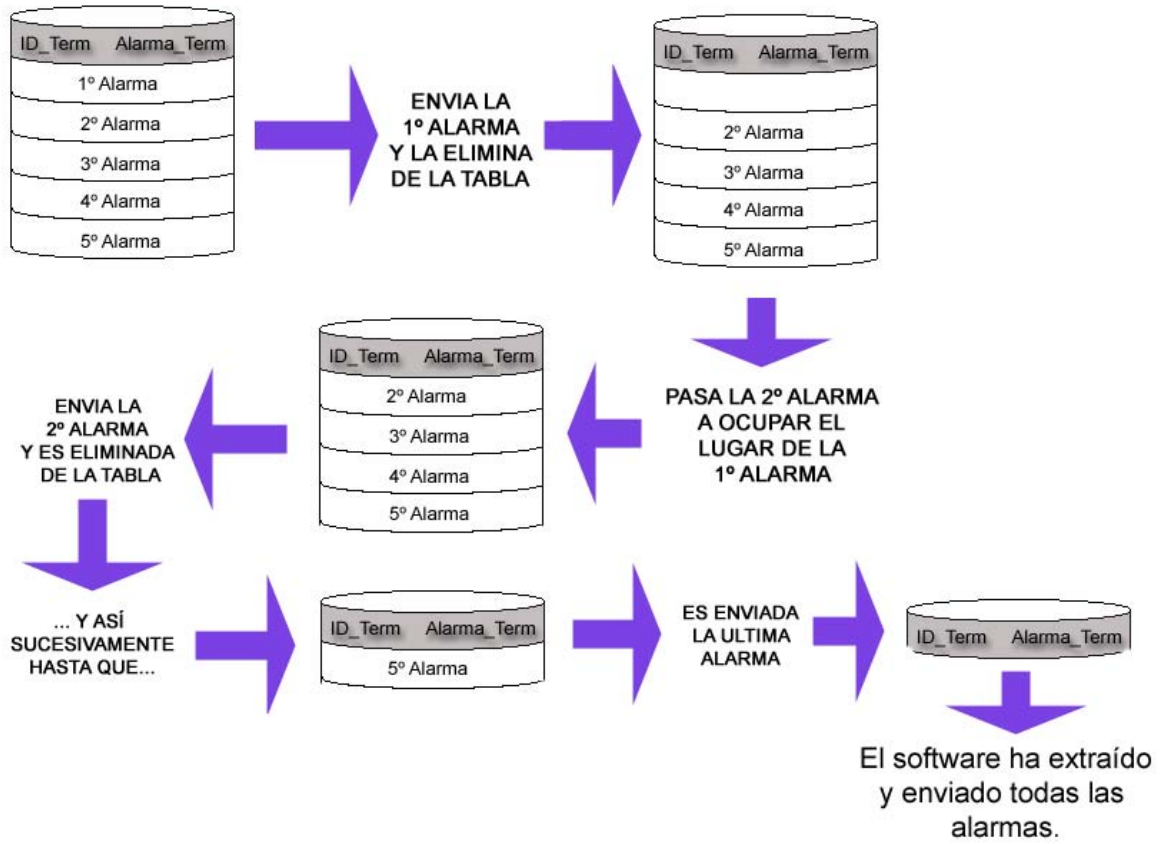 ID_Term Alarma_Term
1º Alarma
2º Alarma
3º Alarma
4º Alarma
5º Alarma
ENVIA LA
1º ALARMA
Y LA ELIMINA
DE LA TABLA
ID_Term Alarma_Term
2º Alarma
3º Alarma
4º Alarma
5º Alarma
PASA LA 2º ALARMA
A OCUPAR EL
LUGAR DE LA
1º ALARMA
ID_Term Alarma_Term
2º Alarma
3º Alarma
4º Alarma
5º Alarma
ENVIA LA
2º ALARMA
Y ES ELIMINADA
DE LA TABLA
... Y ASÍ
SUCESIVAMENTE
HASTA QUE...
ID_Term Alarma_Term
5º Alarma
ES ENVIADA
LA ULTIMA
ALARMA
ID_Term Alarma_Term
El software ha extraído
y enviado todas las
alarmas.